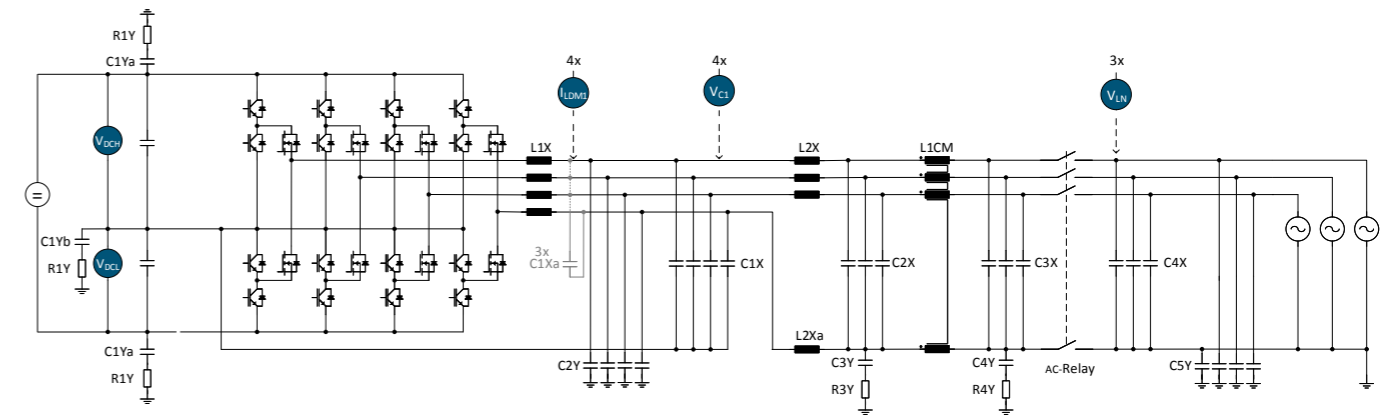 R1Y
C1Ya
4x
4x
3x
I_LDM1
V_C1
V_LN
V_DCH
L1X
L2X
L1CM
=
C1Yb
R1Y
V_DCL
3x
C1Xa
C1X
C2X
C3X
C4X
C1Ya
R1Y
C2Y
L2Xa
C3Y
R3Y
C4Y
R4Y
AC-Relay
C5Y